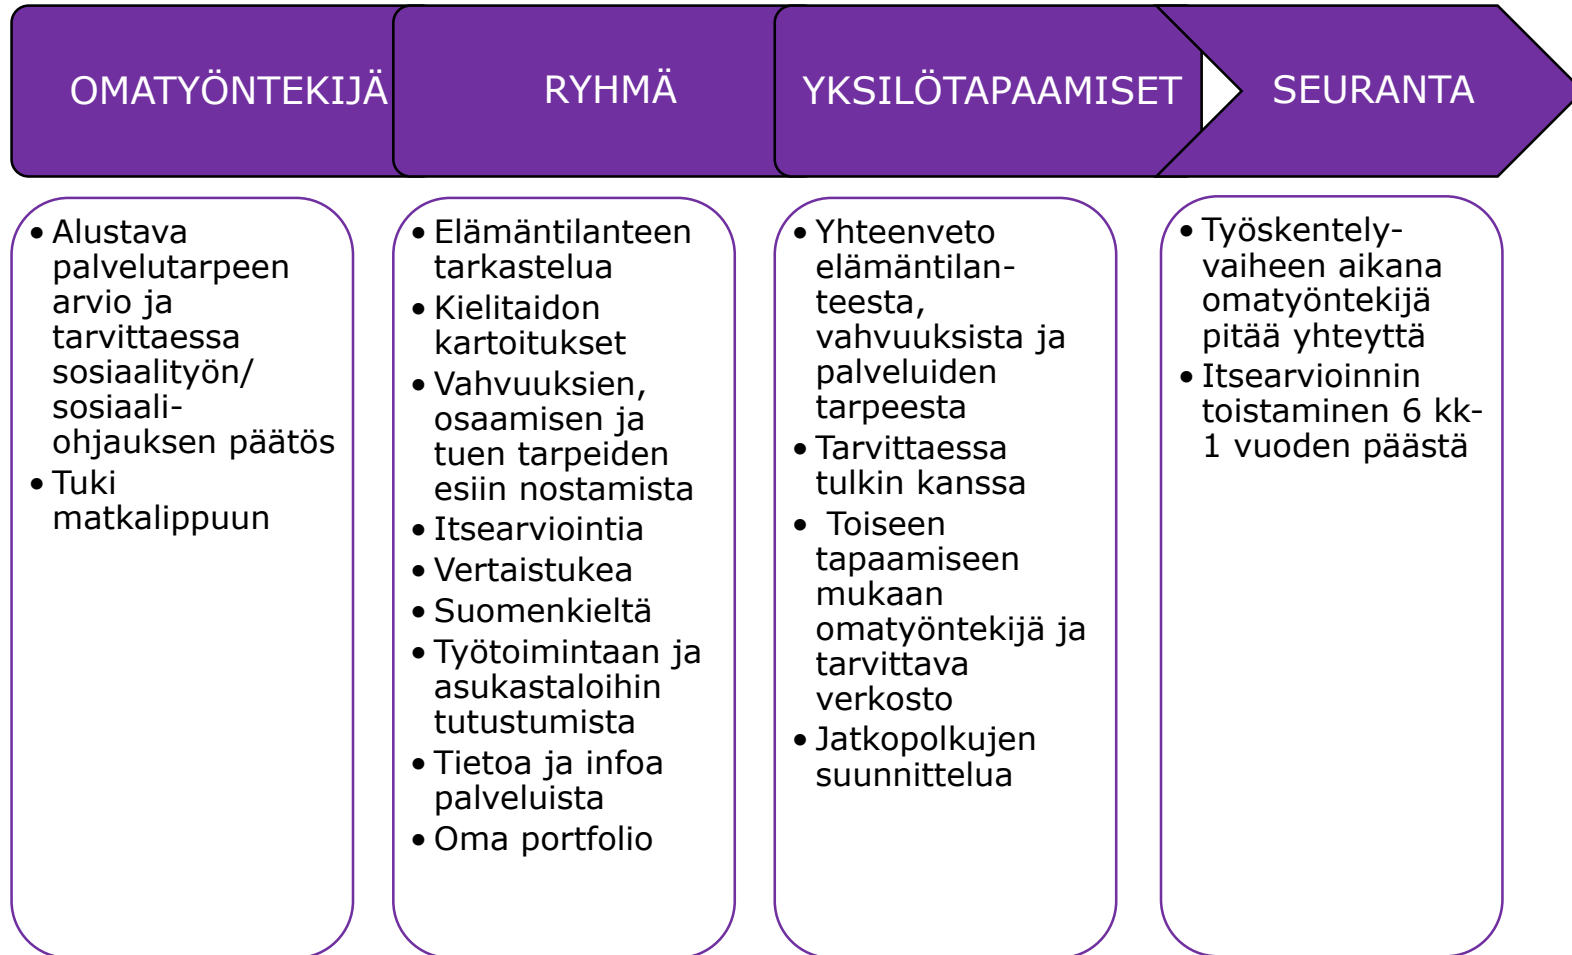 OMATYÖNTEKIJÄ
RYHMÄ
YKSILÖTAPAAMISET
SEURANTA
• Alustava
palvelutarpeen
arvio ja
tarvittaessa
sosiaalityön/
sosiaali-
ohjauksen päätös
• Tuki
matkalippuun
• Elämäntilanteen
tarkastelua
• Kielitaidon
kartoitukset
• Vahvuuksien,
osaamisen ja
tuen tarpeiden
esiin nostamista
• Itsearviointia
• Vertaistukea
• Suomenkieltä
• Työtoimintaan ja
asukastaloihin
tutustumista
• Tietoa ja infoa
palveluista
• Oma portfolio
• Yhteenveto
elämäntilan-
teesta,
vahvuuksista ja
palveluiden
tarpeesta
• Tarvittaessa
tulkin kanssa
• Toiseen
tapaamiseen
mukaan
omatyöntekijä ja
tarvittava
verkosto
• Jatkopolkujen
suunnittelua
• Työskentely-
vaiheen aikana
omatyöntekijä
pitää yhteyttä
• Itsearvioinnin
toistaminen 6 kk-
1 vuoden päästä